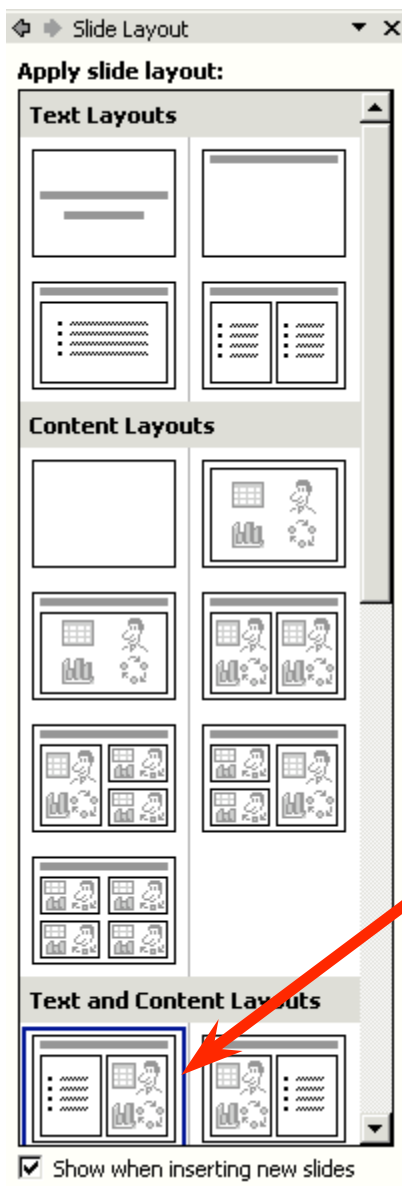 Slide Layout
Apply slide layout:
Text Layouts
Content Layouts
Text and Content Layouts
Show when inserting new slides